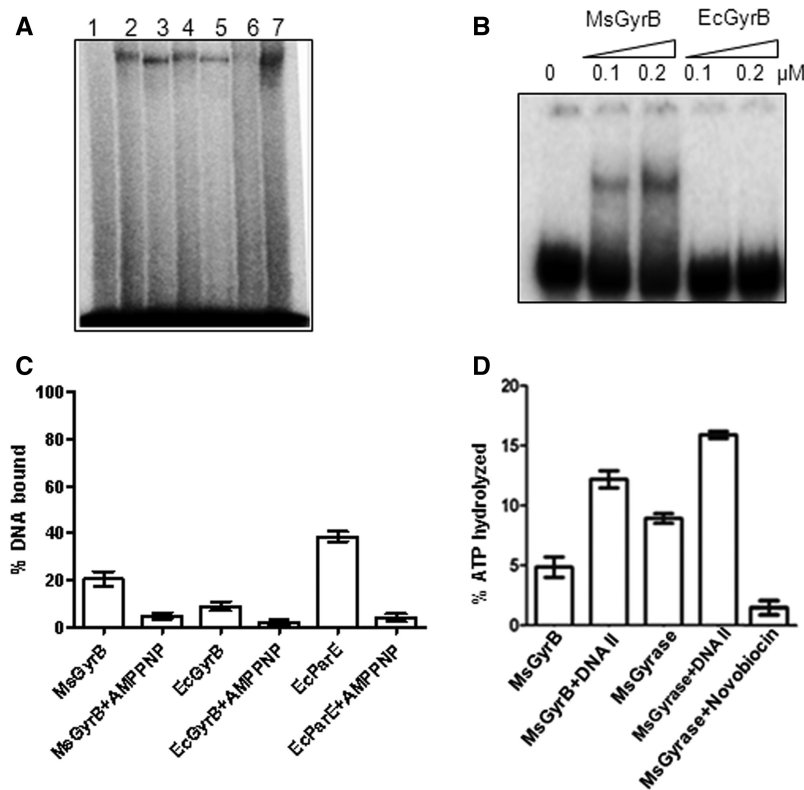 A
1 2 3 4 5 6 7
B
MsGyrB EcGyrB
0 0.1 0.2 0.1 0.2 µM
C
% DNA bound
100
80
60
40
20
0
MsGyrB
MsGyrB+AMPPNP
EcGyrB
EcGyrB+AMPPNP
EcParE
EcParE+AMPPNP
D
% ATP hydrolyzed
20
15
10
5
0
MsGyrB
MsGyrB+DNA II
MsGyrase
MsGyrase+DNA II
MsGyrase+Novobiocin